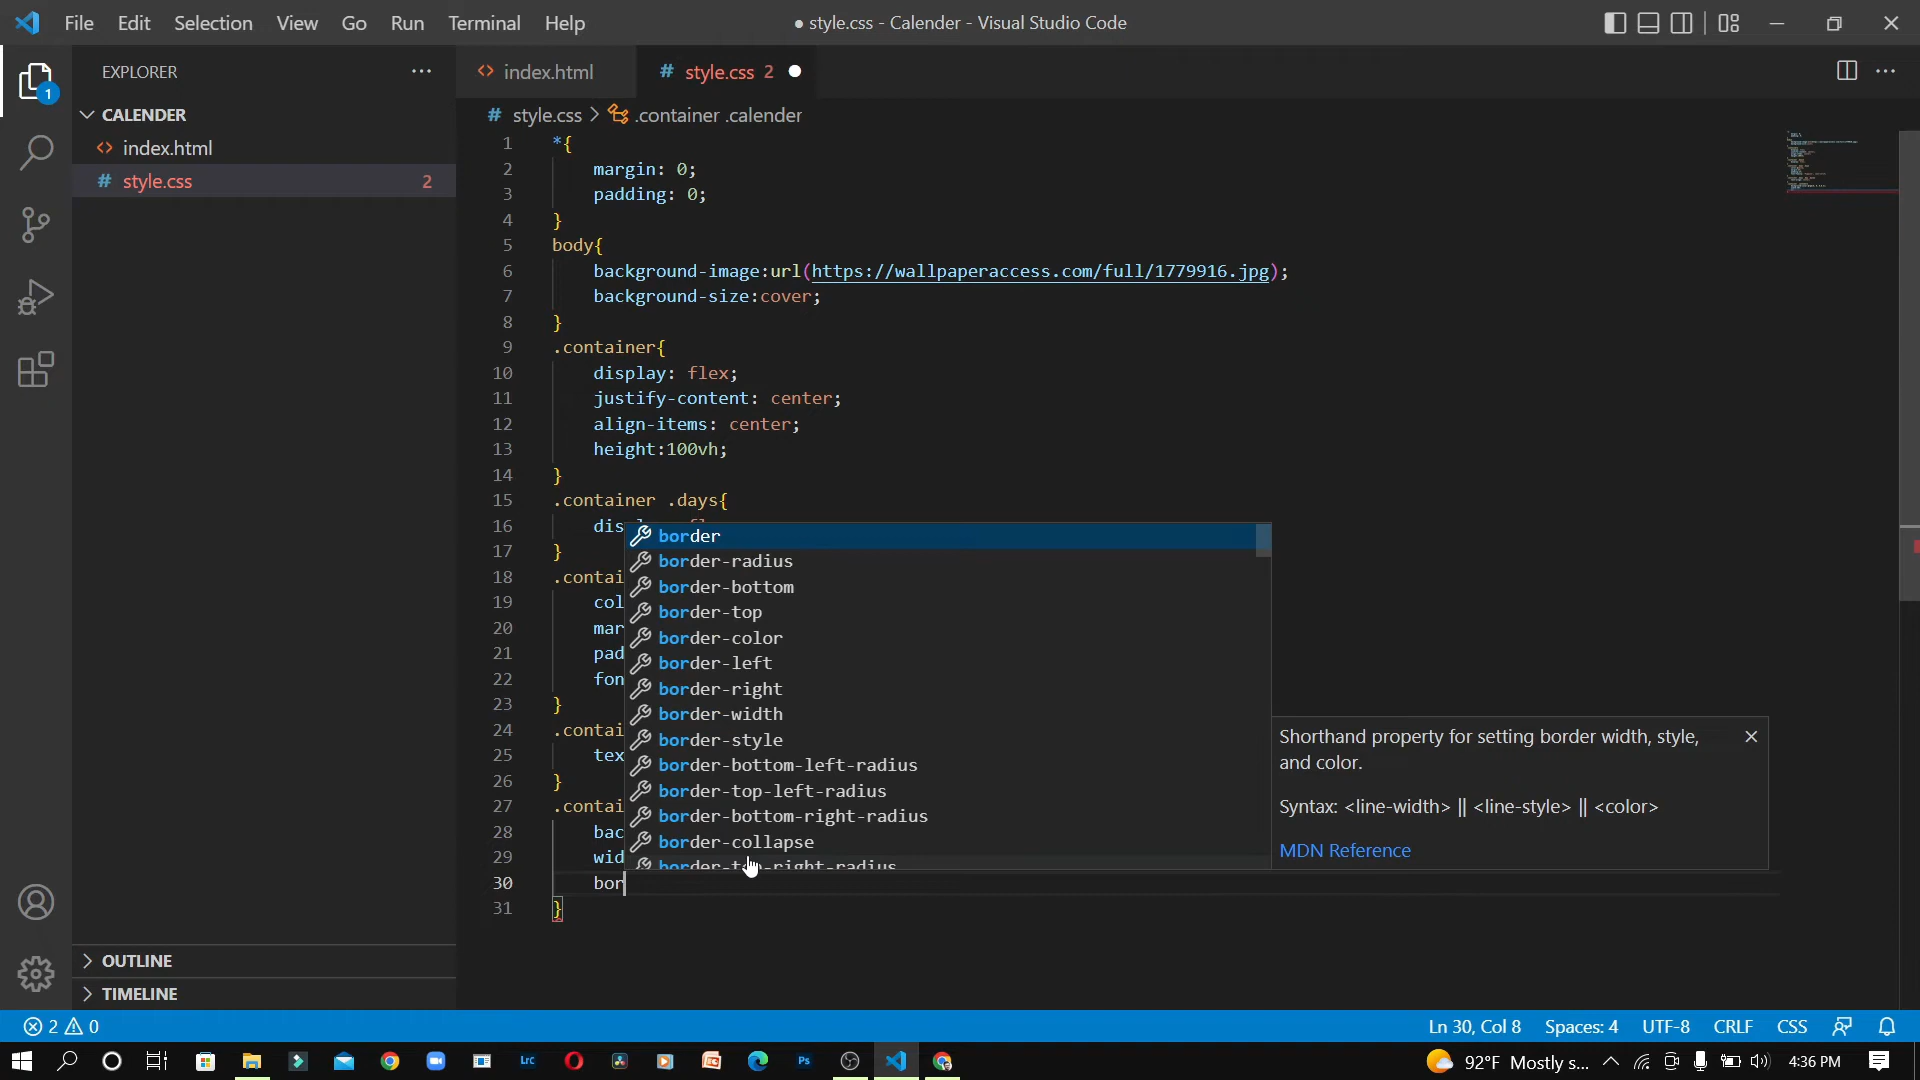 File Edit Selection View Go Run Terminal Help
● style.css - Calender - Visual Studio Code
EXPLORER
1
CALENDER
index.html
# style.css 2
OUTLINE
TIMELINE
index.html # style.css 2
# style.css > .container .calender
1 *{
2 margin: 0;
3 padding: 0;
4 }
5 body{
6 background-image:url(https://wallpaperaccess.com/full/1779916.jpg);
7 background-size:cover;
8 }
9 .container{
10 display: flex;
11 justify-content: center;
12 align-items: center;
13 height:100vh;
14 }
15 .container .days{
16 dis
17 }
18 .contai
19 col
20 mar
21 pad
22 fon
23 }
24 .contai
25 tex
26 }
27 .contai
28 bac
29 wid
30 bor
31 }
border
border-radius
border-bottom
border-top
border-color
border-left
border-right
border-width
border-style
border-bottom-left-radius
border-top-left-radius
border-bottom-right-radius
border-collapse
border-top-right-radius
Shorthand property for setting border width, style,
and color.
Syntax: <line-width> || <line-style> || <color>
MDN Reference
2 0
Ln 30, Col 8 Spaces: 4 UTF-8 CRLF CSS
Lrc Ps
92°F Mostly s... 4:36 PM